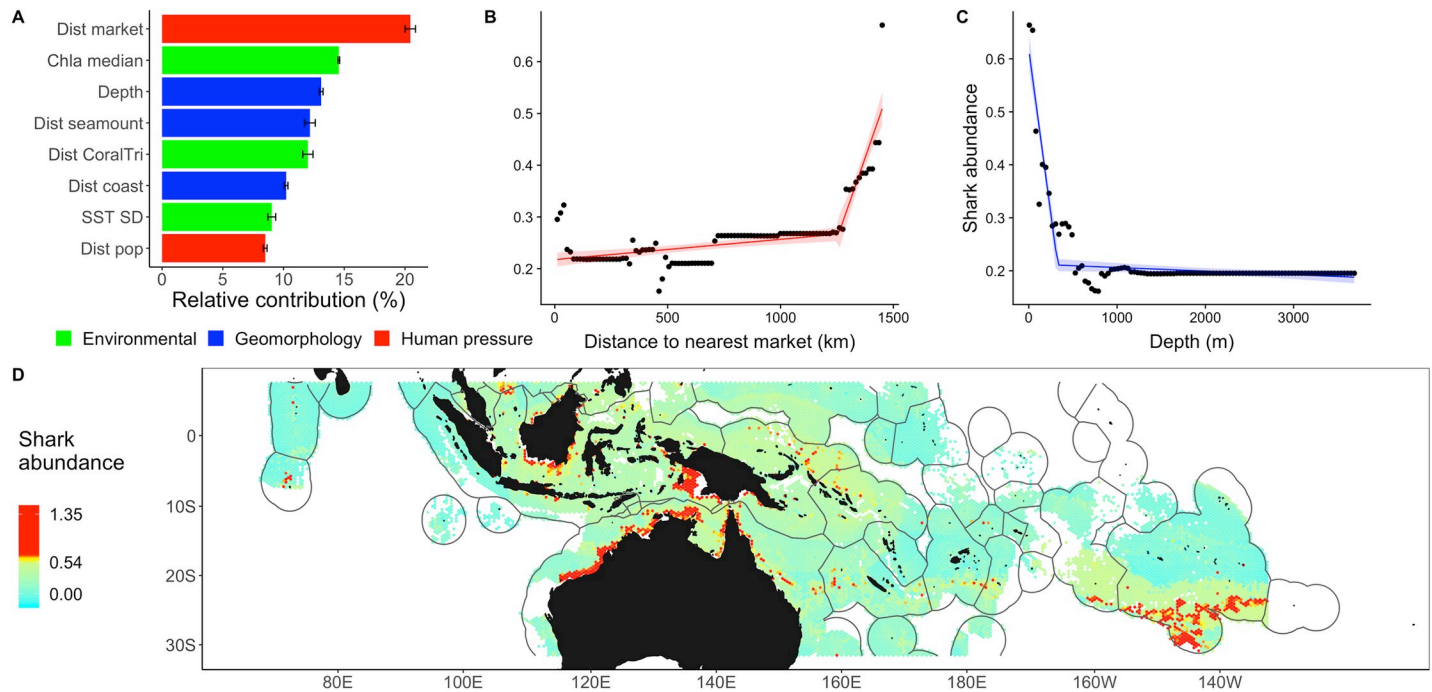 A
Dist market
Chla median
Depth
Dist seamount
Dist CoralTri
Dist coast
SST SD
Dist pop
0 5 10 15 20
Relative contribution (%)
Environmental Geomorphology Human pressure
B
0.6
0.5
0.4
0.3
0.2
0 500 1000 1500
Distance to nearest market (km)
C
Shark abundance
0.6
0.5
0.4
0.3
0.2
0 1000 2000 3000
Depth (m)
D
Shark
abundance
1.35
0.54
0.00
0
10S
20S
30S
80E 100E 120E 140E 160E 180E 160W 140W